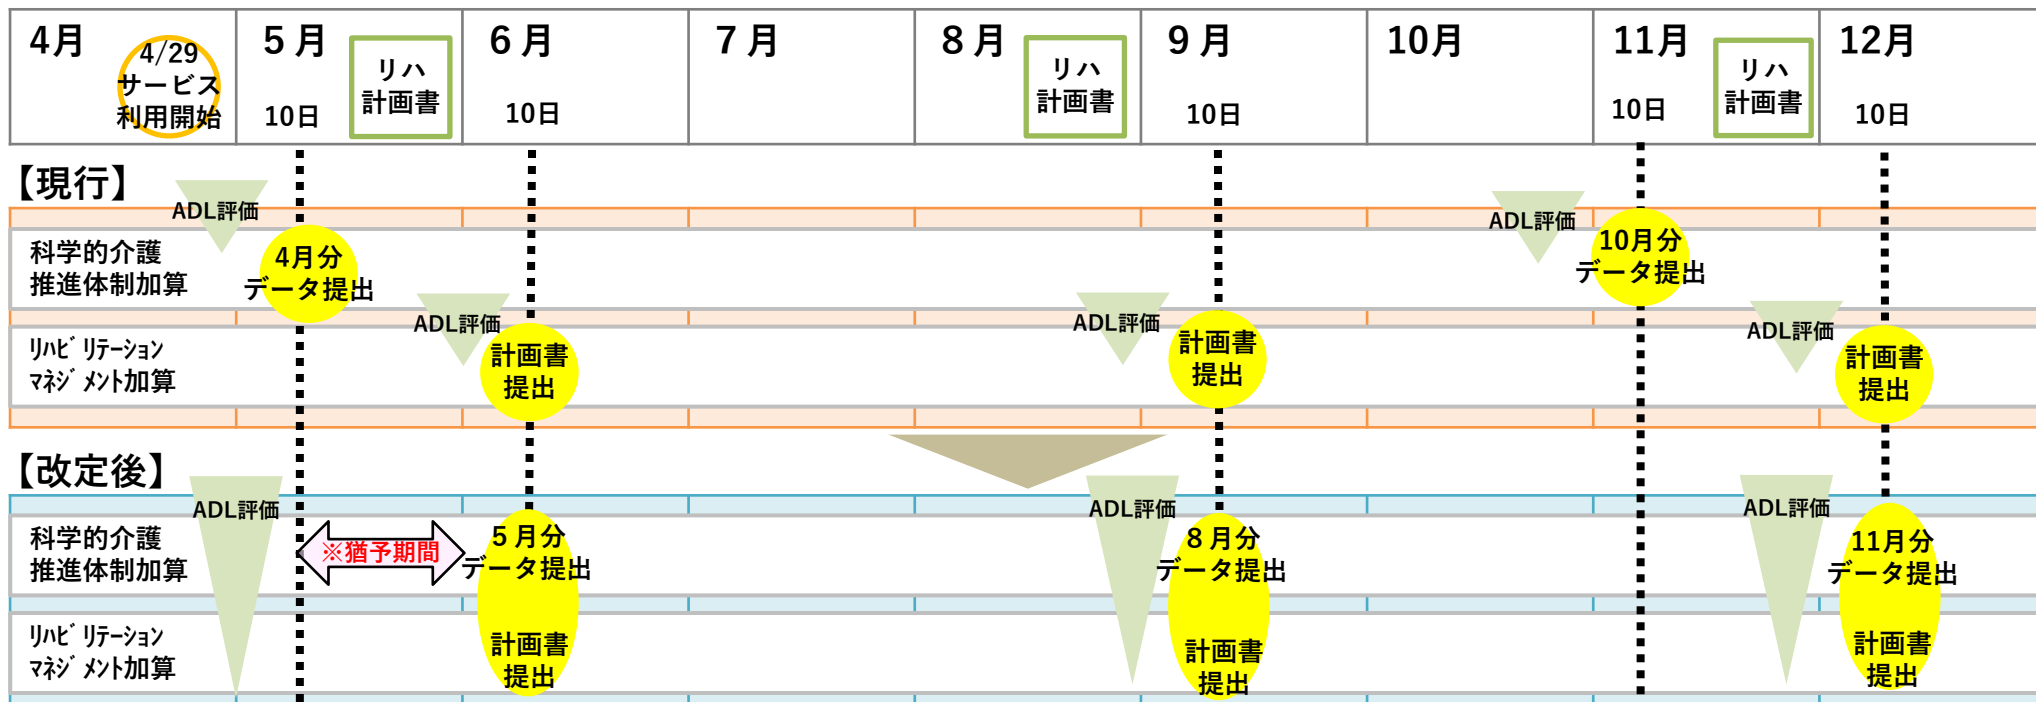 4月
4/29
サービス
利用開始
5月
10日
リハ
計画書
6月
10日
7月
8月
リハ
計画書
9月
10日
10月
11月
10日
リハ
計画書
12月
10日
【現行】
ADL評価
ADL評価
科学的介護
推進体制加算
4月分
データ提出
10月分
データ提出
ADL評価
ADL評価
ADL評価
リハビリテーション
マネジメント加算
計画書
提出
計画書
提出
計画書
提出
【改定後】
ADL評価
ADL評価
ADL評価
科学的介護
推進体制加算
※猶予期間
5月分
データ提出
8月分
データ提出
11月分
データ提出
リハビリテーション
マネジメント加算
計画書
提出
計画書
提出
計画書
提出